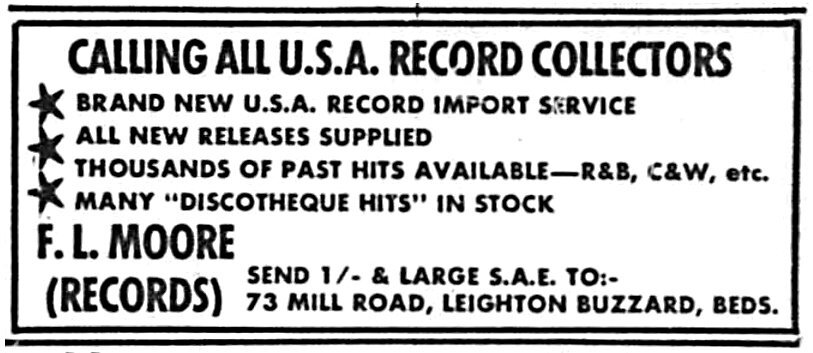 CALLING ALL U.S.A. RECORD COLLECTORS
BRAND NEW U.S.A. RECORD IMPORT SERVICE
ALL NEW RELEASES SUPPLIED
THOUSANDS OF PAST HITS AVAILABLE—R&B, C&W, etc.
MANY "DISCOTHEQUE HITS" IN STOCK
F. L. MOORE
(RECORDS)
SEND 1/- & LARGE S.A.E. TO:-
73 MILL ROAD, LEIGHTON BUZZARD, BEDS.